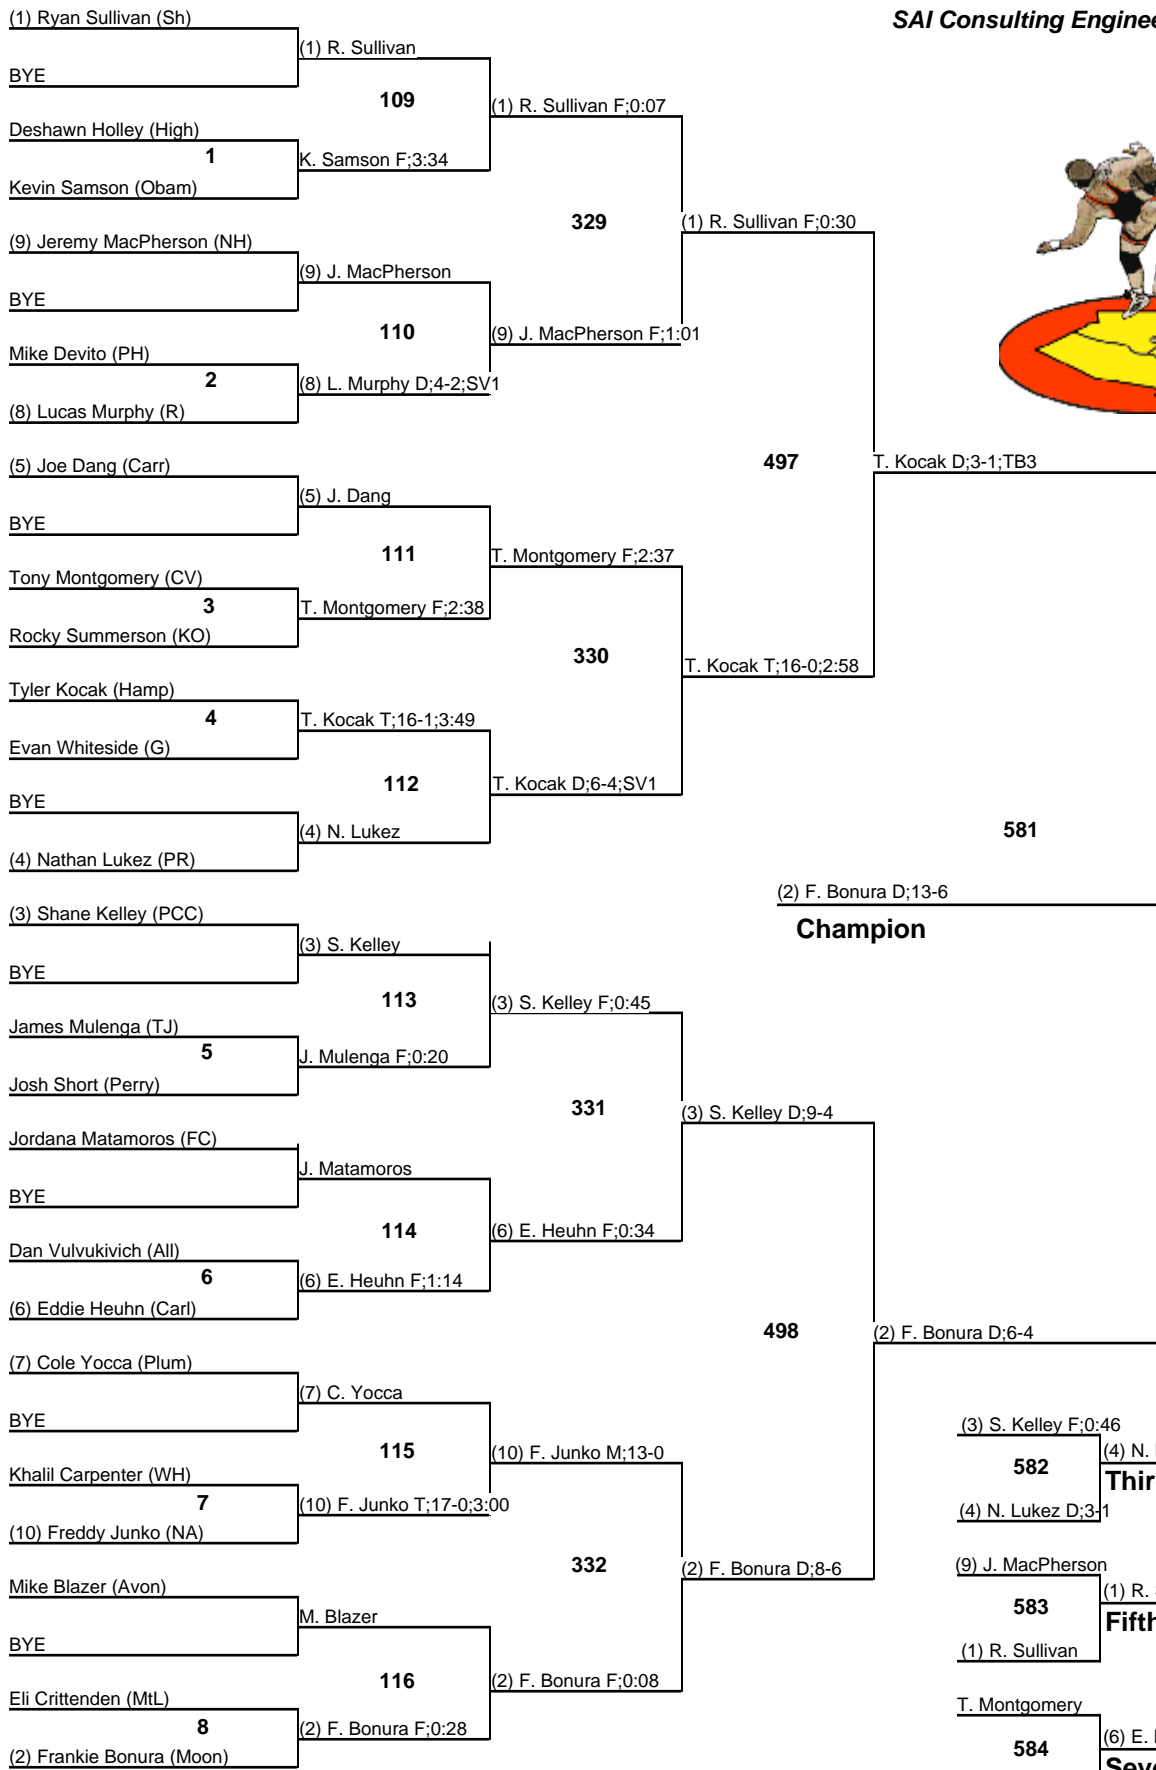 (1) Ryan Sullivan (Sh)
SAI Consulting Enginee
(1) R. Sullivan
BYE
109
(1) R. Sullivan F;0:07
Deshawn Holley (High)
1
K. Samson F;3:34
Kevin Samson (Obam)
329
(1) R. Sullivan F;0:30
(9) Jeremy MacPherson (NH)
(9) J. MacPherson
BYE
110
(9) J. MacPherson F;1:01
Mike Devito (PH)
2
(8) L. Murphy D;4-2;SV1
(8) Lucas Murphy (R)
497
T. Kocak D;3-1;TB3
(5) Joe Dang (Carr)
(5) J. Dang
BYE
111
T. Montgomery F;2:37
Tony Montgomery (CV)
3
T. Montgomery F;2:38
Rocky Summerson (KO)
330
T. Kocak T;16-0;2:58
Tyler Kocak (Hamp)
4
T. Kocak T;16-1;3:49
Evan Whiteside (G)
112
T. Kocak D;6-4;SV1
BYE
(4) N. Lukez
581
(4) Nathan Lukez (PR)
(2) F. Bonura D;13-6
Champion
(3) Shane Kelley (PCC)
(3) S. Kelley
BYE
113
(3) S. Kelley F;0:45
James Mulenga (TJ)
5
J. Mulenga F;0:20
Josh Short (Perry)
331
(3) S. Kelley D;9-4
Jordana Matamoros (FC)
J. Matamoros
BYE
114
(6) E. Heuhn F;0:34
Dan Vulvukivich (All)
6
(6) E. Heuhn F;1:14
(6) Eddie Heuhn (Carl)
498
(2) F. Bonura D;6-4
(7) Cole Yocca (Plum)
(7) C. Yocca
BYE
115
(10) F. Junko M;13-0
(3) S. Kelley F;0:46
582
(4) N.
Thir
(4) N. Lukez D;3-1
Khalil Carpenter (WH)
7
(10) F. Junko T;17-0;3:00
(10) Freddy Junko (NA)
332
(2) F. Bonura D;8-6
(9) J. MacPherson
583
(1) R.
Fifth
(1) R. Sullivan
Mike Blazer (Avon)
M. Blazer
BYE
116
(2) F. Bonura F;0:08
Eli Crittenden (MtL)
8
(2) F. Bonura F;0:28
(2) Frankie Bonura (Moon)
T. Montgomery
584
(6) E.
Seve